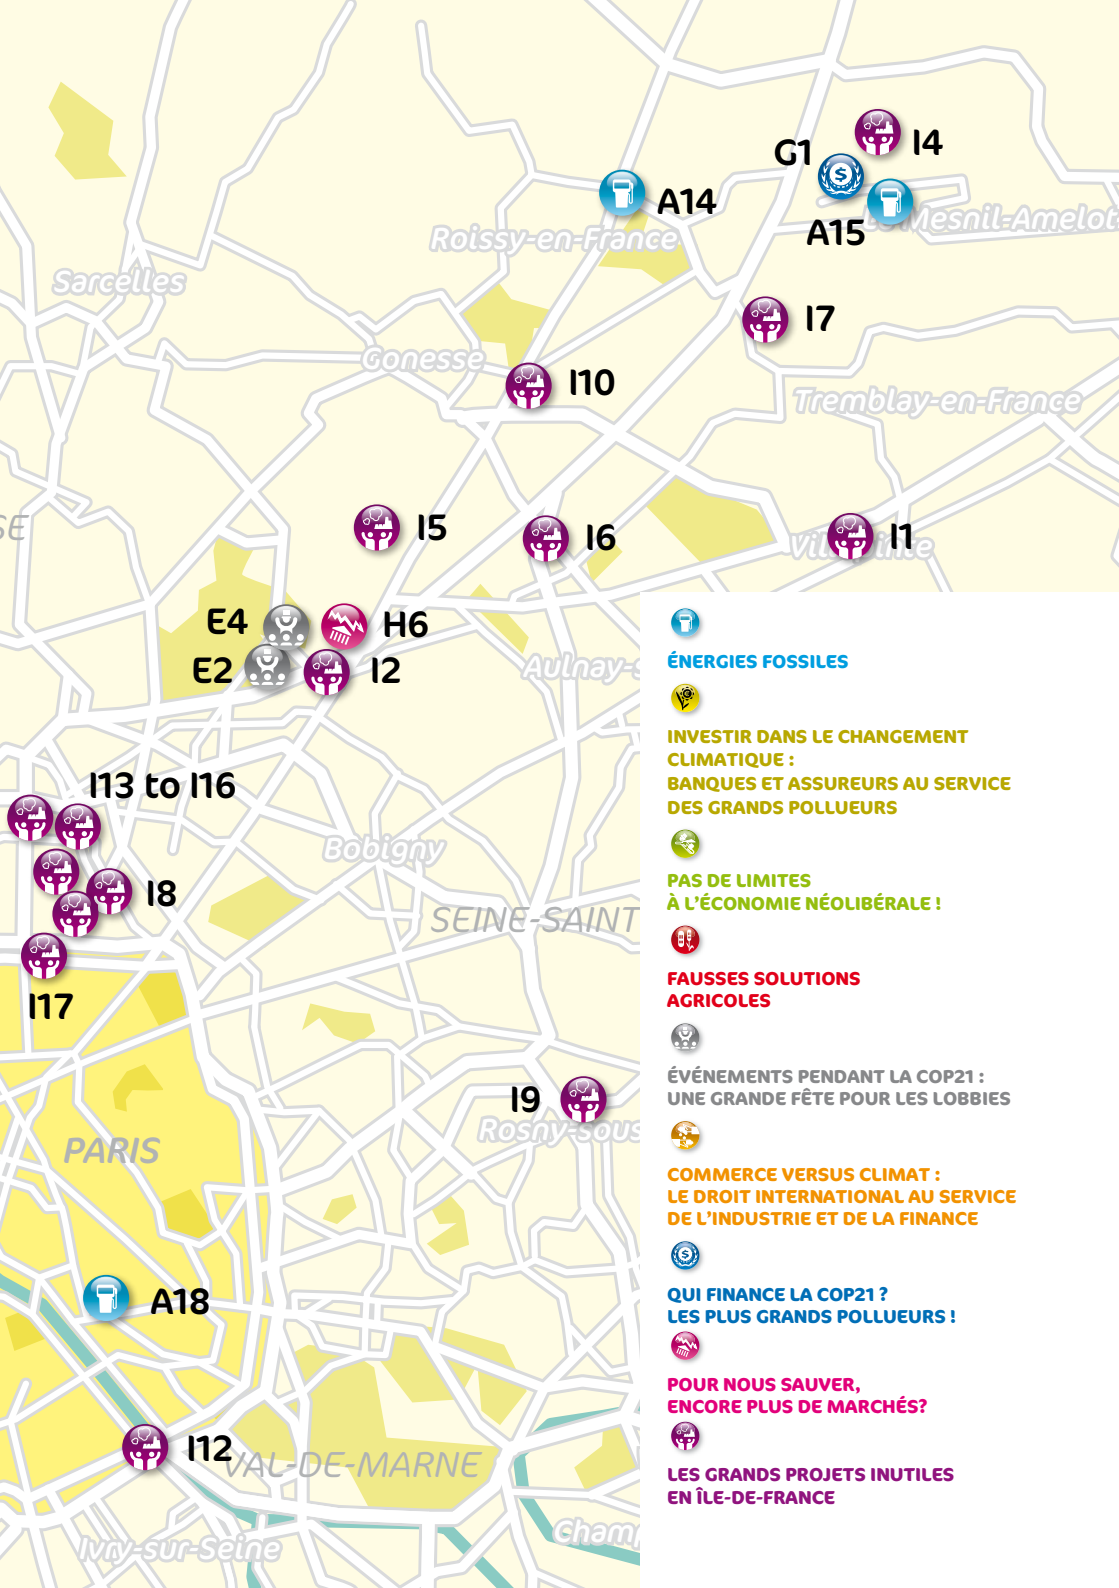 I4
G1
A14
A15
Mesnil-Amelot
Roissy-en-France
Sarcelles
I7
Gonesse
I10
Tremblay-en-France
I5
I6
I1
SE
E4
H6
E2
I2
Aulnay-s
I13 to I16
Bobigny
I8
SEINE-SAINT
I17
I9
Rosny-sous
PARIS
A18
I12
VAL-DE-MARNE
Champ
Ivry-sur-Seine
ÉNERGIES FOSSILES
INVESTIR DANS LE CHANGEMENT
CLIMATIQUE :
BANQUES ET ASSUREURS AU SERVICE
DES GRANDS POLLUEURS
PAS DE LIMITES
À L’ÉCONOMIE NÉOLIBÉRALE !
FAUSSES SOLUTIONS
AGRICOLES
ÉVÉNEMENTS PENDANT LA COP21 :
UNE GRANDE FÊTE POUR LES LOBBIES
COMMERCE VERSUS CLIMAT :
LE DROIT INTERNATIONAL AU SERVICE
DE L’INDUSTRIE ET DE LA FINANCE
QUI FINANCE LA COP21 ?
LES PLUS GRANDS POLLUEURS !
POUR NOUS SAUVER,
ENCORE PLUS DE MARCHÉS?
LES GRANDS PROJETS INUTILES
EN ÎLE-DE-FRANCE